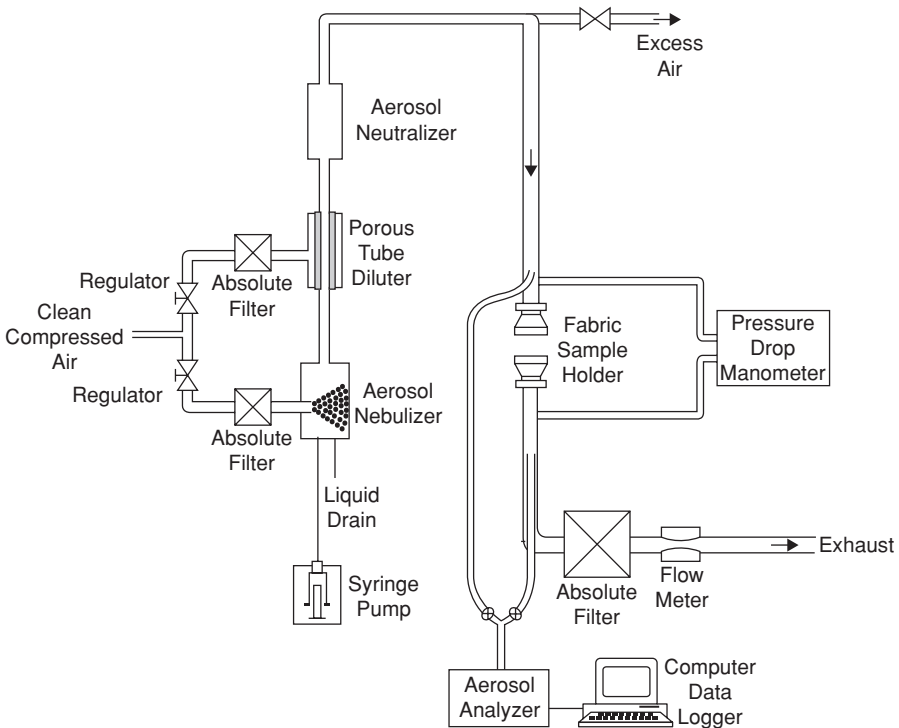 Excess
Air
Aerosol
Neutralizer
Porous
Tube
Diluter
Regulator
Absolute
Filter
Clean
Compressed
Air
Regulator
Aerosol
Nebulizer
Absolute
Filter
Liquid
Drain
Syringe
Pump
Fabric
Sample
Holder
Pressure
Drop
Manometer
Exhaust
Absolute
Filter
Flow
Meter
Aerosol
Analyzer
Computer
Data
Logger